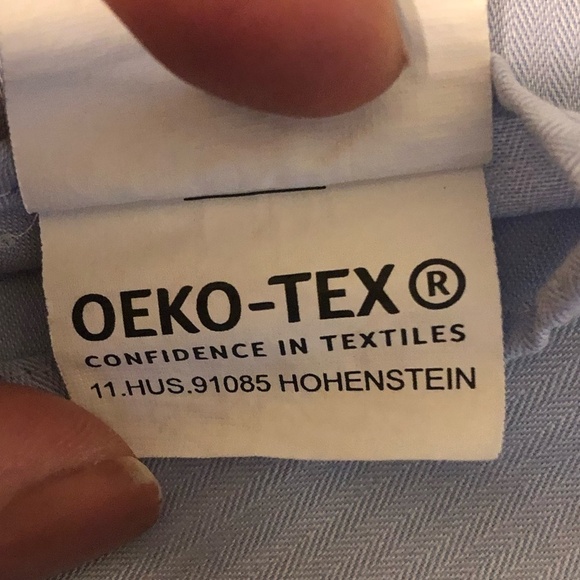 OEKO-TEX®
CONFIDENCE IN TEXTILES
11.HUS.91085 HOHENSTEIN